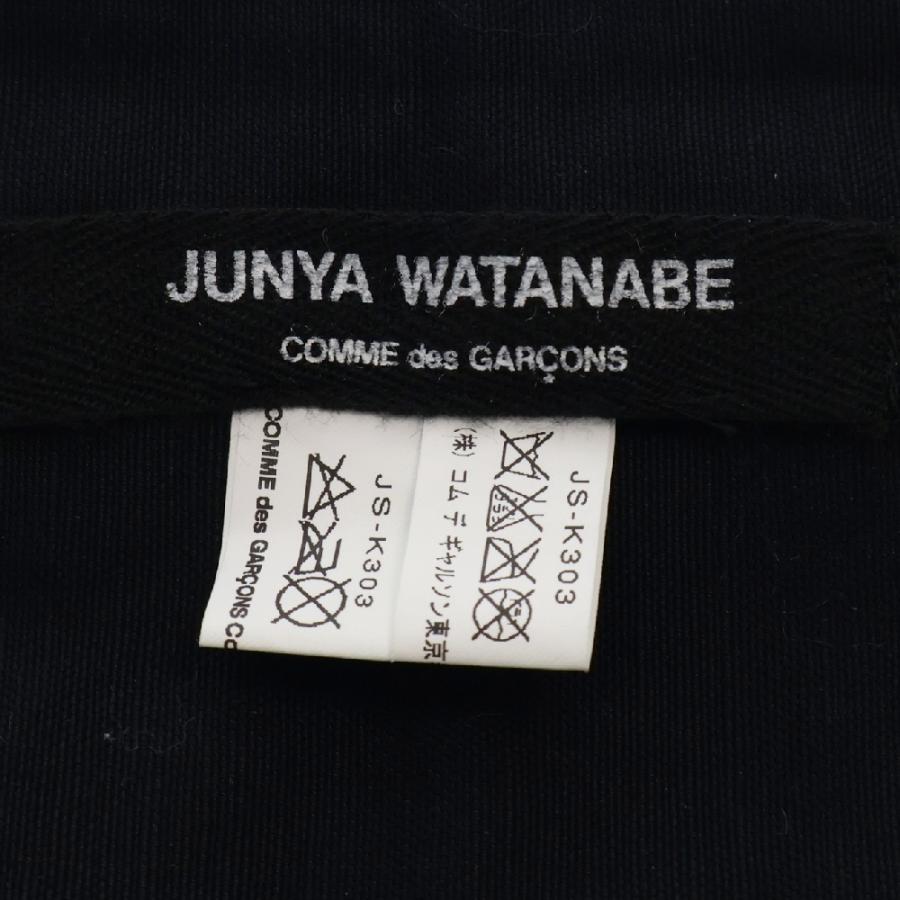 JUNYA WATANABE
COMME des GARÇONS
COMME des GARÇONS Co
JS-K303
(株)コム デ ギャルソン東京
JS-K303